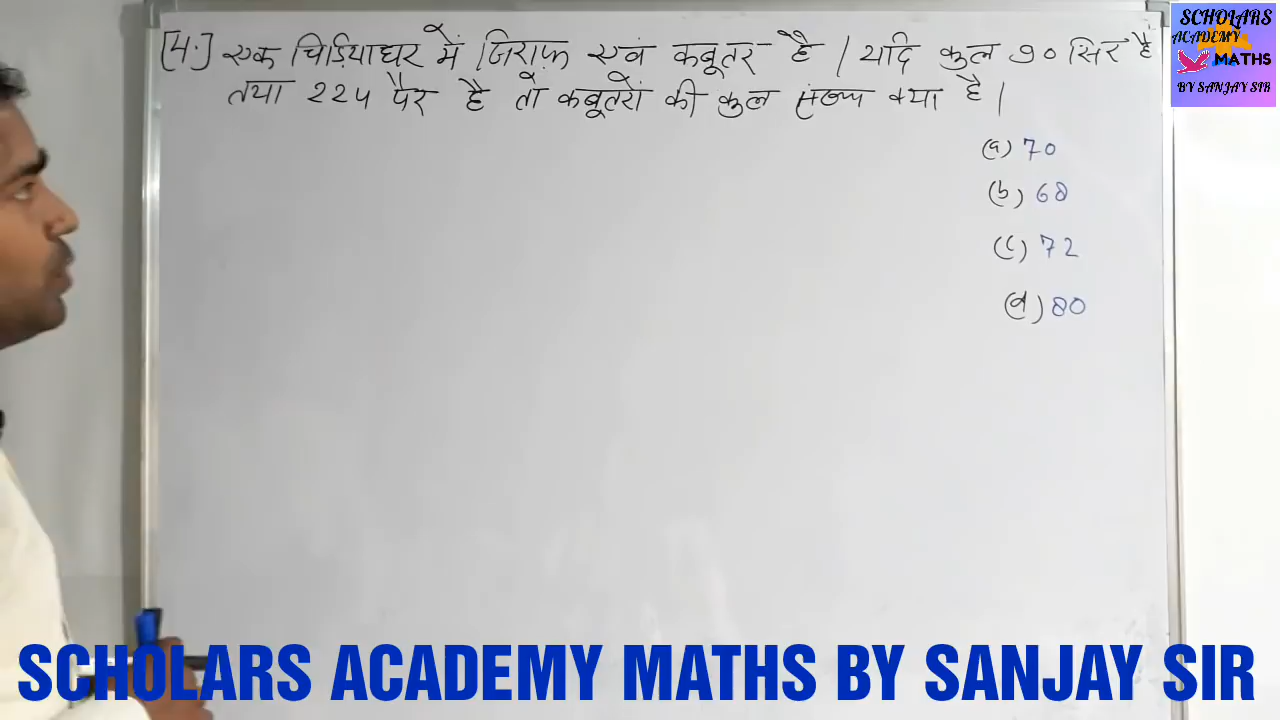 [4.] एक चिड़ियाघर में जिराफ़ एवं कबूतर है | यदि कुल 90 सिर है
तथा 224 पैर है तो कबूतरों की कुल संख्या क्या है |
(a) 70
(b) 68
(c) 72
(d) 80
SCHOLARS
ACADEMY
MATHS
BY SANJAY SIR
SCHOLARS ACADEMY MATHS BY SANJAY SIR